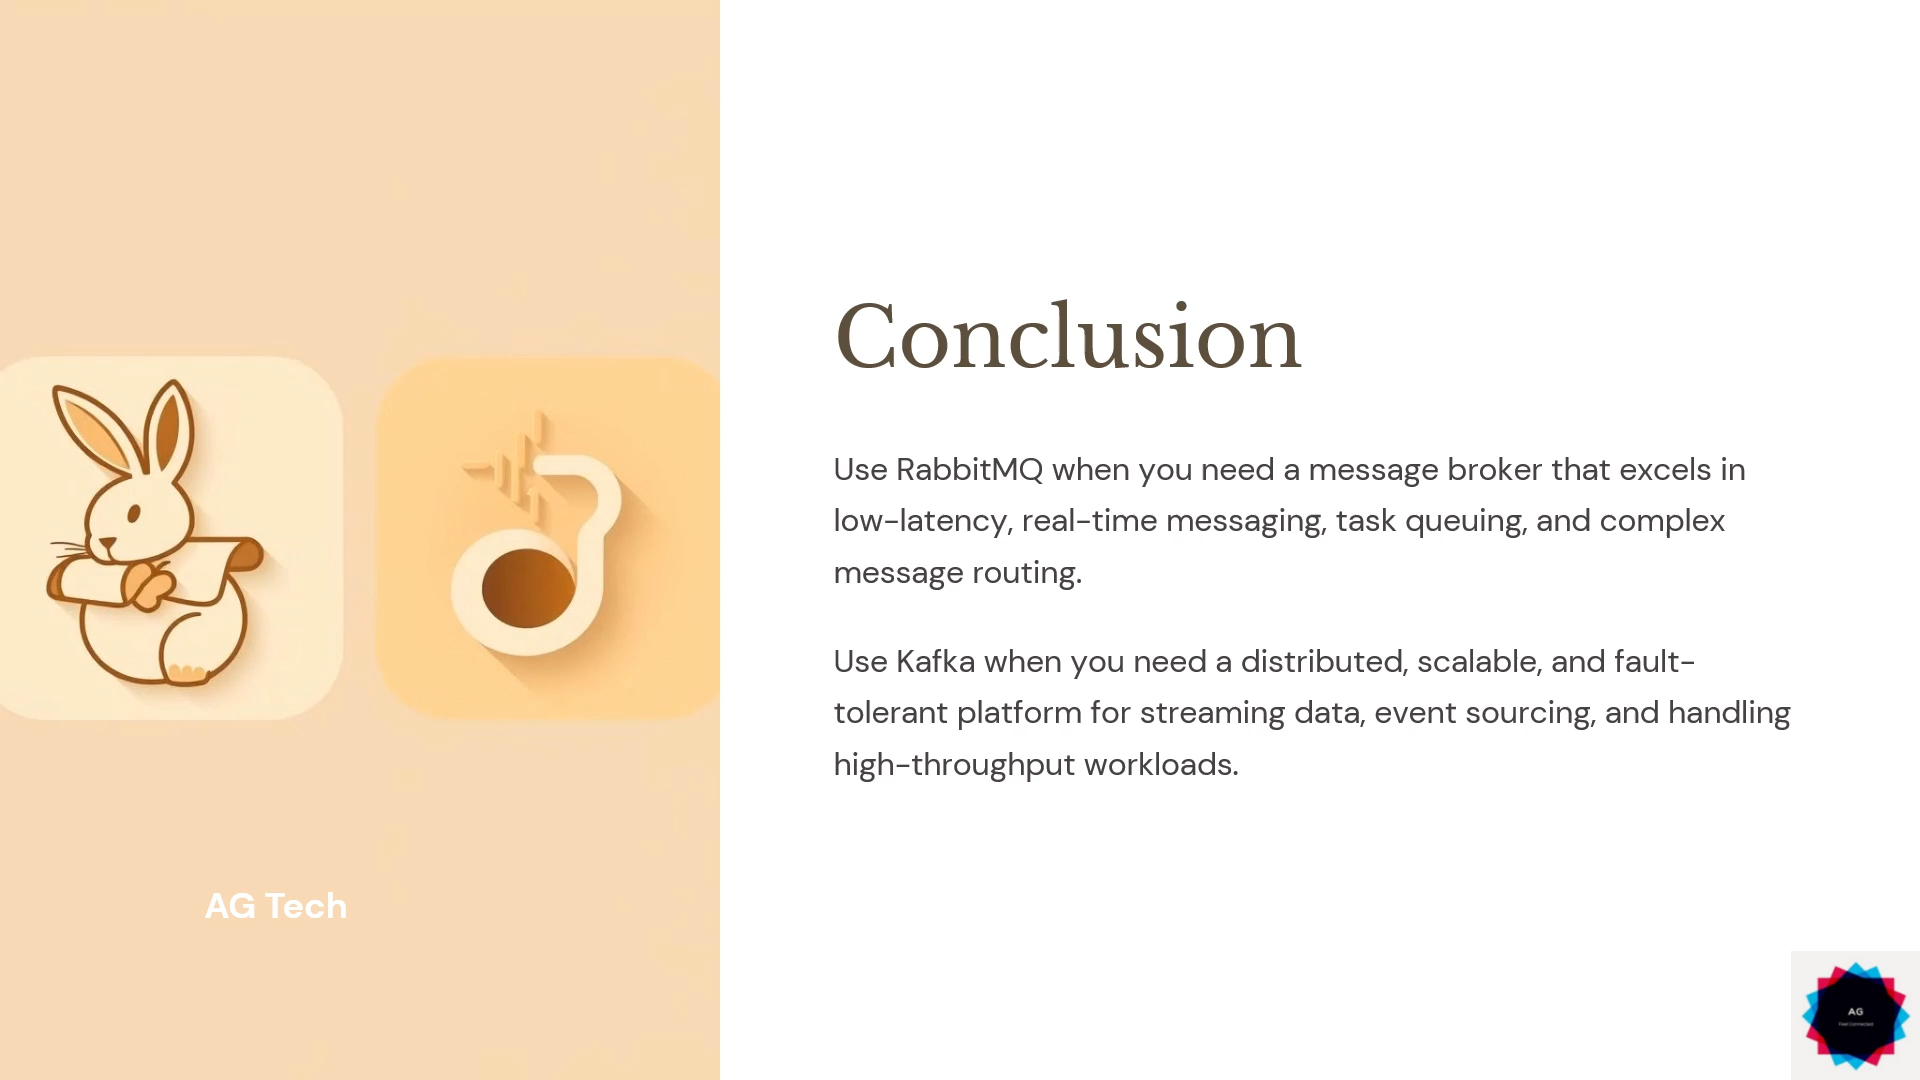 Conclusion
Use RabbitMQ when you need a message broker that excels in
low-latency, real-time messaging, task queuing, and complex
message routing.
Use Kafka when you need a distributed, scalable, and fault-
tolerant platform for streaming data, event sourcing, and handling
high-throughput workloads.
AG Tech
AG
Feel Connected